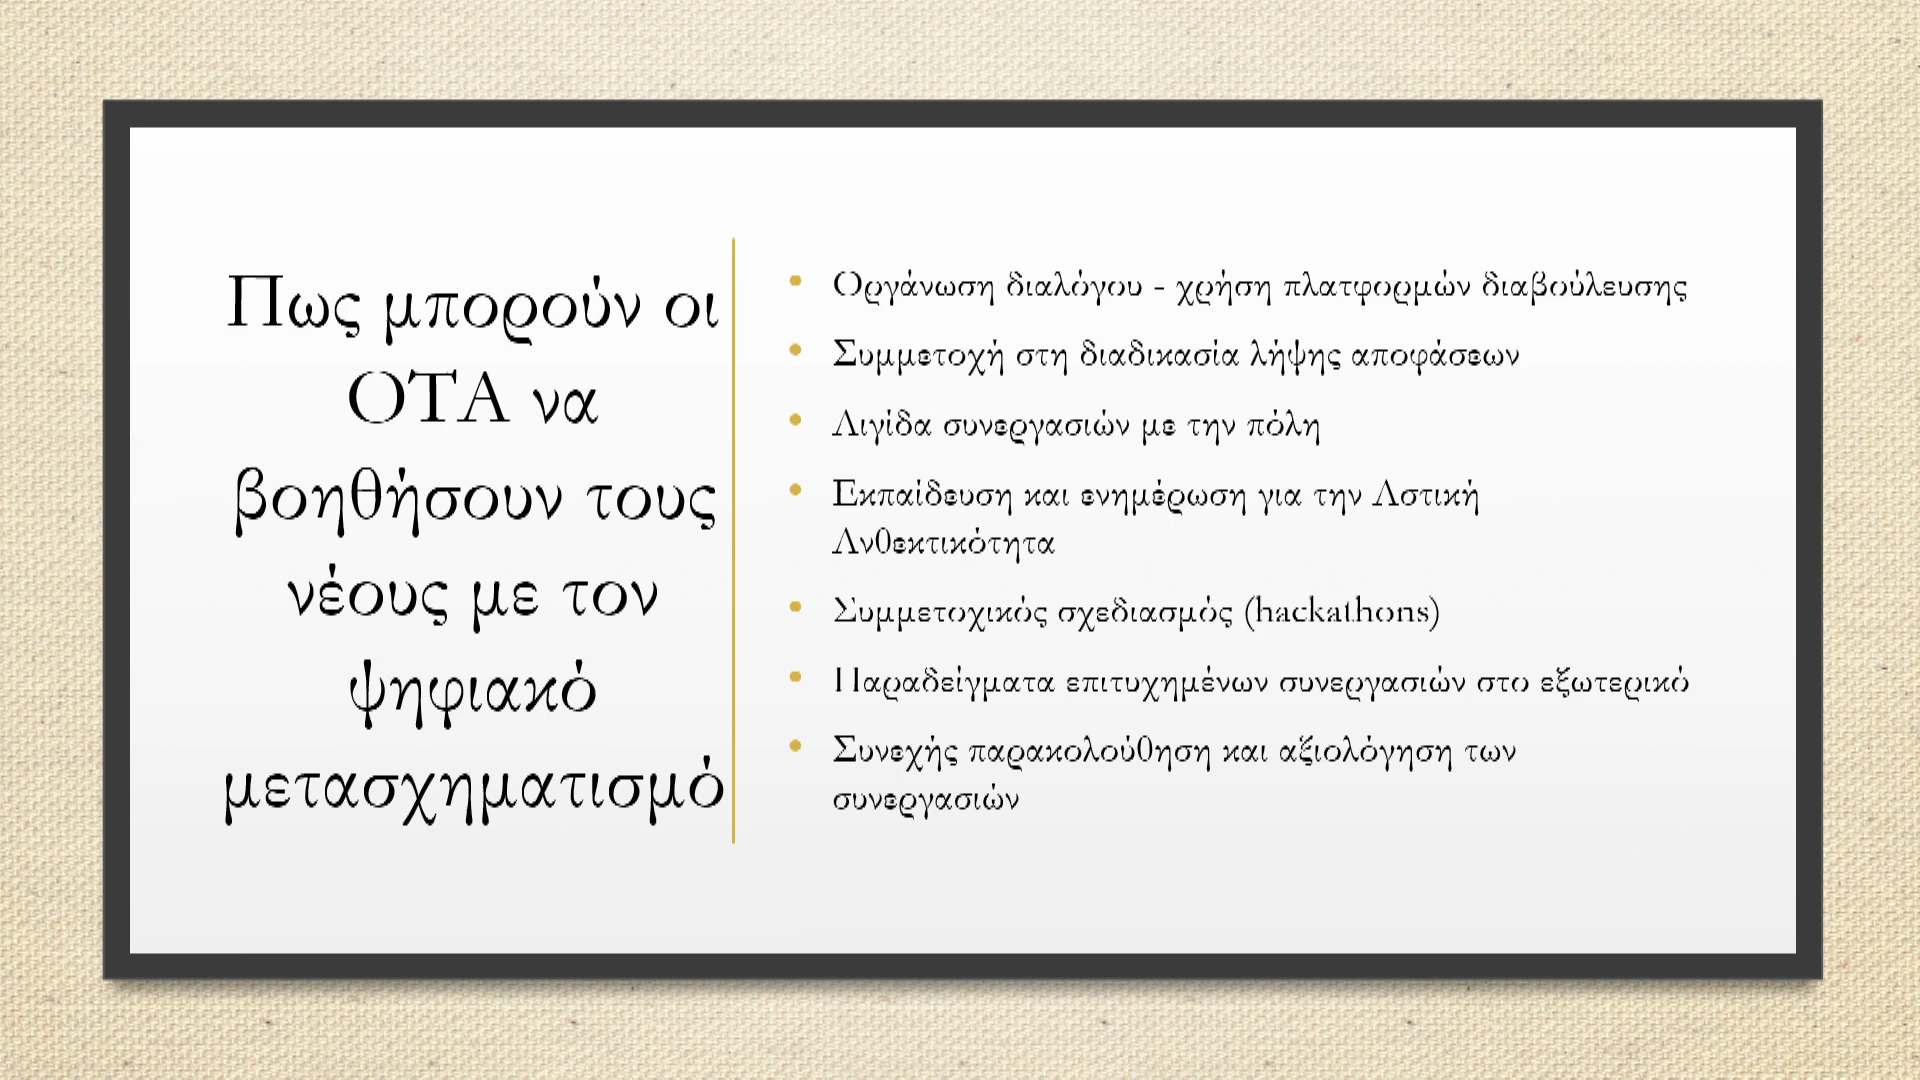 Πως μπορούν οι
ΟΤΑ να
βοηθήσουν τους
νέους με τον
ψηφιακό
μετασχηματισμό
• Οργάνωση διαλόγου - χρήση πλατφορμών διαβούλευσης
• Συμμετοχή στη διαδικασία λήψης αποφάσεων
• Αιγίδα συνεργασιών με την πόλη
• Εκπαίδευση και ενημέρωση για την Αστική
Ανθεκτικότητα
• Συμμετοχικός σχεδιασμός (hackathons)
• Παραδείγματα επιτυχημένων συνεργασιών στο εξωτερικό
• Συνεχής παρακολούθηση και αξιολόγηση των
συνεργασιών